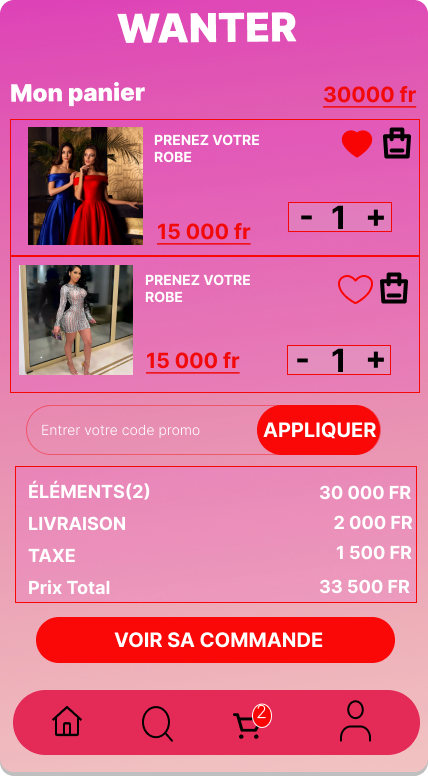 WANTER
Mon panier
30000 fr
PRENEZ VOTRE
ROBE
15 000 fr
- 1 +
PRENEZ VOTRE
ROBE
15 000 fr
- 1 +
Entrer votre code promo
APPLIQUER
ÉLÉMENTS(2) 30 000 FR
LIVRAISON 2 000 FR
TAXE 1 500 FR
Prix Total 33 500 FR
VOIR SA COMMANDE
2